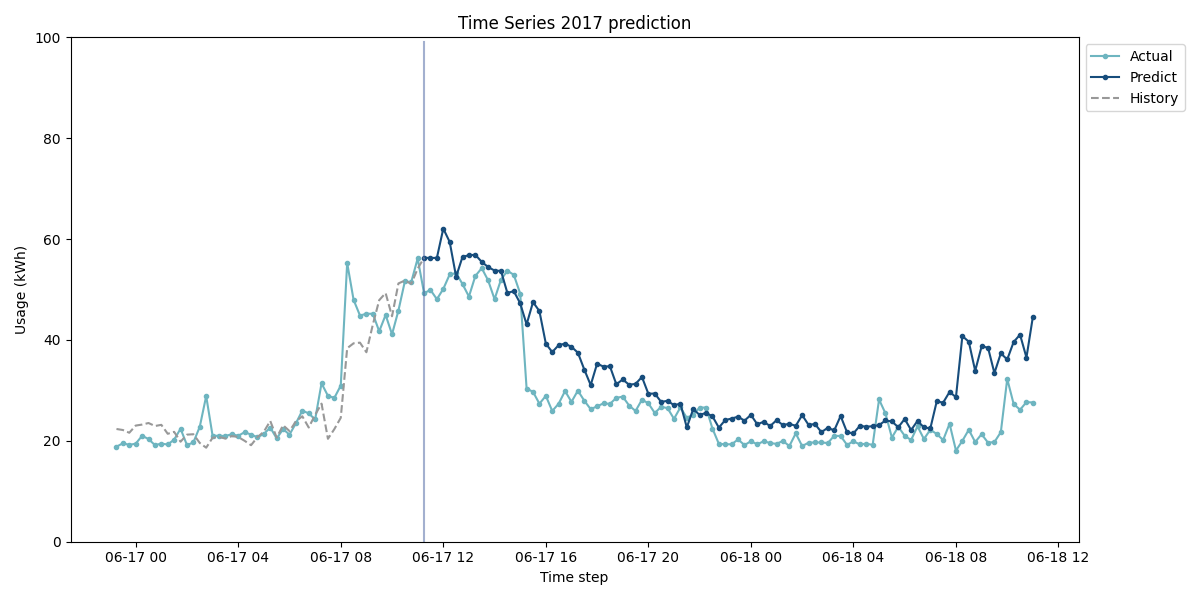 Time Series 2017 prediction
100
80
60
40
20
0
Usage (kWh)
06-17 00
06-17 04
06-17 08
06-17 12
06-17 16
06-17 20
06-18 00
06-18 04
06-18 08
06-18 12
Time step
Actual
Predict
History